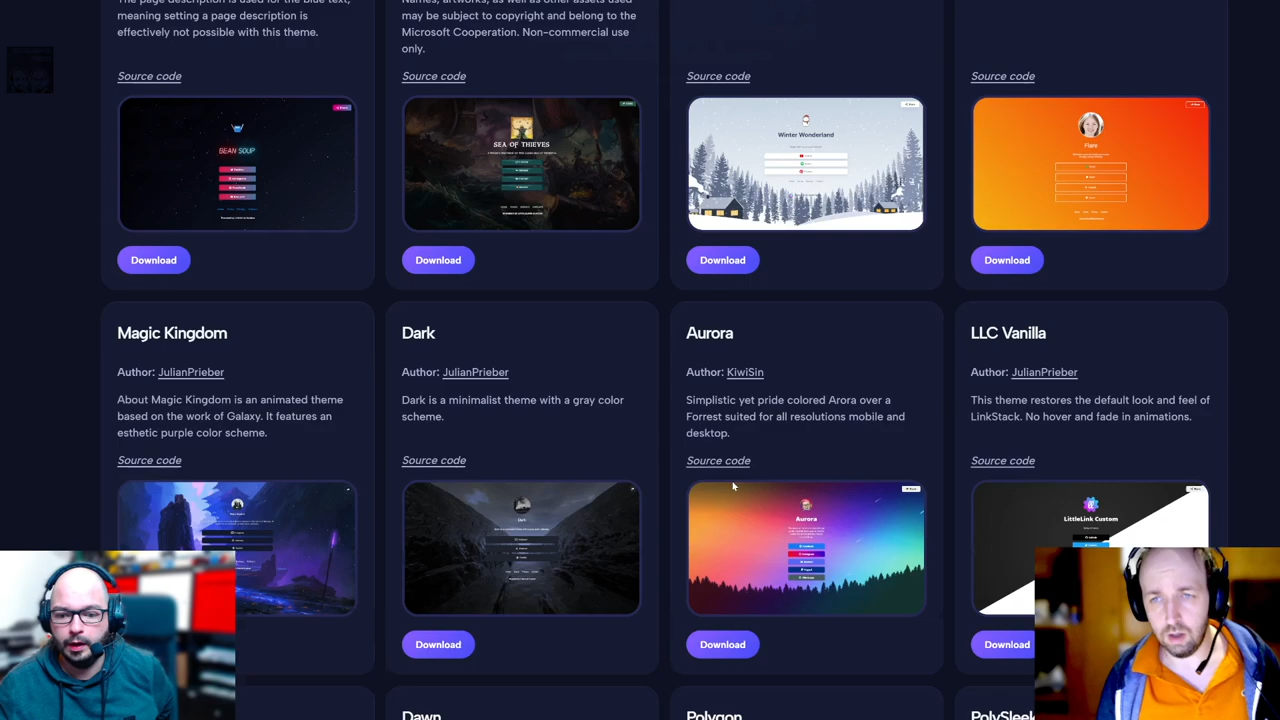 The page description is used for the blue text,
meaning setting a page description is
effectively not possible with this theme.
Names, artworks, as well as other assets used
may be subject to copyright and belong to the
Microsoft Cooperation. Non-commercial use
only.
Source code
Source code
Source code
Source code
BEAN SOUP
SEA OF THIEVES
Winter Wonderland
Flare
Download
Download
Download
Download
Magic Kingdom
Author: JulianPrieber
About Magic Kingdom is an animated theme
based on the work of Galaxy. It features an
esthetic purple color scheme.
Source code
Dark
Author: JulianPrieber
Dark is a minimalist theme with a gray color
scheme.
Source code
Dark
Download
Aurora
Author: KiwiSin
Simplistic yet pride colored Arora over a
Forrest suited for all resolutions mobile and
desktop.
Source code
Aurora
Download
LLC Vanilla
Author: JulianPrieber
This theme restores the default look and feel of
LinkStack. No hover and fade in animations.
Source code
LittleLink Custom
Download
Dawn
Polygon
PolySleek